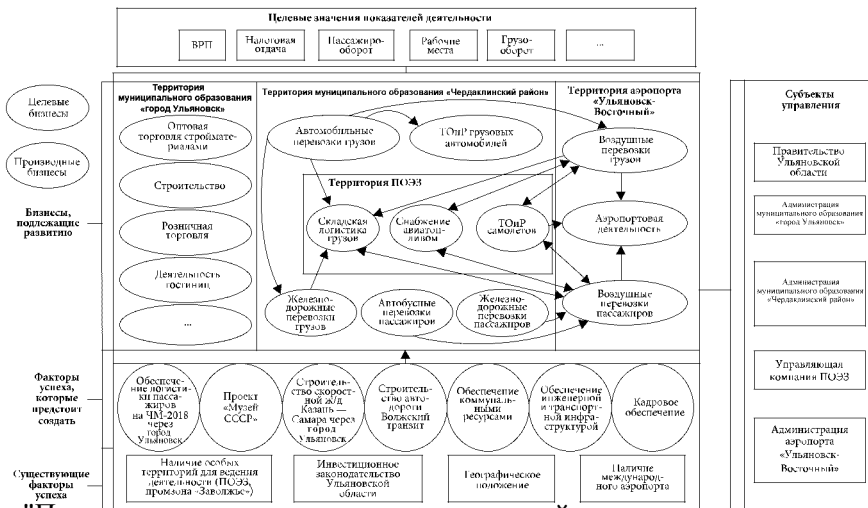 Целевые значения показателей деятельности
ВРП
Налоговая
отдача
Пассажиро-
оборот
Рабочие
места
Грузо-
оборот
...
Целевые
бизнесы
Производные
бизнесы
Бизнесы,
подлежащие
развитию
Территория
муниципального образования
«город Ульяновск»
Оптовая
торговля строймате-
риалами
Строительство
Розничная
торговля
Деятельность
гостиниц
...
Территория муниципального образования «Чердаклинский район»
Автомобильные
перевозки грузов
ТОиР грузовых
автомобилей
Территория ПОЭЗ
Складская
логистика
грузов
Снабжение
авиатоп-
ливом
ТОиР
самолетов
Железно-
дорожные
перевозки
грузов
Автобусные
перевозки
пассажиров
Железно-
дорожные
перевозки
пассажиров
Территория аэропорта
«Ульяновск-
Восточный»
Воздушные
перевозки
грузов
Аэропортовая
деятельность
Воздушные
перевозки
пассажиров
Субъекты
управления
Правительство
Ульяновской
области
Администрация
муниципального образования
«город Ульяновск»
Администрация
муниципального образования
«Чердаклинский район»
Управляющая
компания ПОЭЗ
Администрация
аэропорта
«Ульяновск-
Восточный»
Факторы
успеха,
которые
предстоит
создать
Обеспече-
ние логисти-
ки пасса-
жиров
на ЧМ-2018
через
город
Ульяновск
Проект
«Музей
СССР»
Строитель-
ство скорост-
ной ж/д
Казань —
Самара через
город
Ульяновск
Строитель-
ство авто-
дороги
Волжский
транзит
Обеспечение
коммуналь-
ными
ресурсами
Обеспечение
инженерной
и транспорт-
ной инфра-
структурой
Кадровое
обеспечение
Существующие
факторы
успеха
Наличие особых
территорий для ведения
деятельности (ПОЭЗ,
промзона «Заволжье»)
Инвестиционное
законодательство
Ульяновской
области
Географическое
положение
Наличие
международ-
ного аэропорта